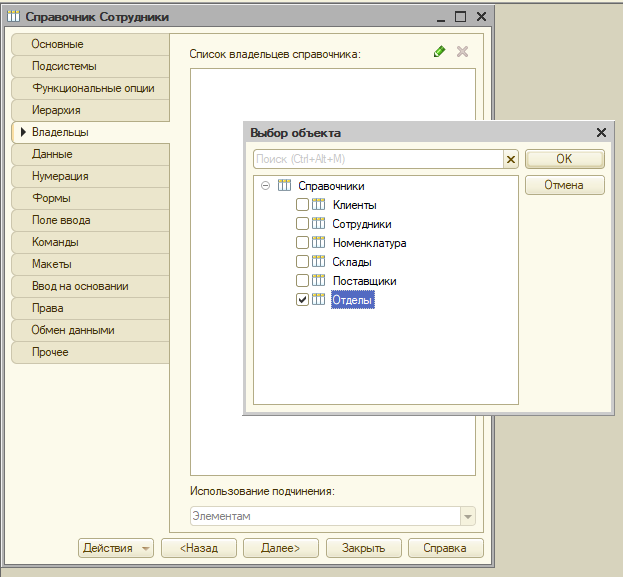 Справочник Сотрудники
Основные
Подсистемы
Функциональные опции
Иерархия
Владельцы
Данные
Нумерация
Формы
Поле ввода
Команды
Макеты
Ввод на основании
Права
Обмен данными
Прочее
Список владельцев справочника:
Выбор объекта
Поиск (Ctrl+Alt+M)
OK
Отмена
Справочники
Клиенты
Сотрудники
Номенклатура
Склады
Поставщики
Отделы
Использование подчинения:
Элементам
Действия
<Назад
Далее>
Закрыть
Справка